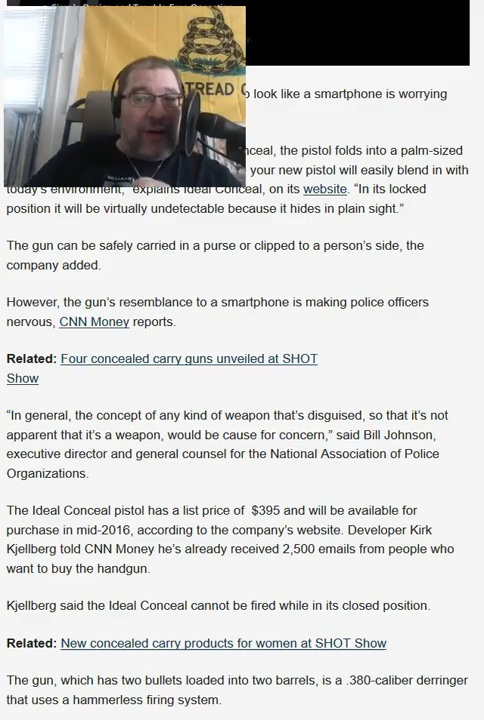 TREAD
look like a smartphone is worrying
nceal, the pistol folds into a palm-sized
your new pistol will easily blend in with
today's environment," explains Ideal Conceal, on its website. “In its locked
position it will be virtually undetectable because it hides in plain sight.”
The gun can be safely carried in a purse or clipped to a person’s side, the
company added.
However, the gun’s resemblance to a smartphone is making police officers
nervous, CNN Money reports.
Related: Four concealed carry guns unveiled at SHOT
Show
“In general, the concept of any kind of weapon that’s disguised, so that it’s not
apparent that it’s a weapon, would be cause for concern,” said Bill Johnson,
executive director and general counsel for the National Association of Police
Organizations.
The Ideal Conceal pistol has a list price of $395 and will be available for
purchase in mid-2016, according to the company’s website. Developer Kirk
Kjellberg told CNN Money he’s already received 2,500 emails from people who
want to buy the handgun.
Kjellberg said the Ideal Conceal cannot be fired while in its closed position.
Related: New concealed carry products for women at SHOT Show
The gun, which has two bullets loaded into two barrels, is a .380-caliber derringer
that uses a hammerless firing system.